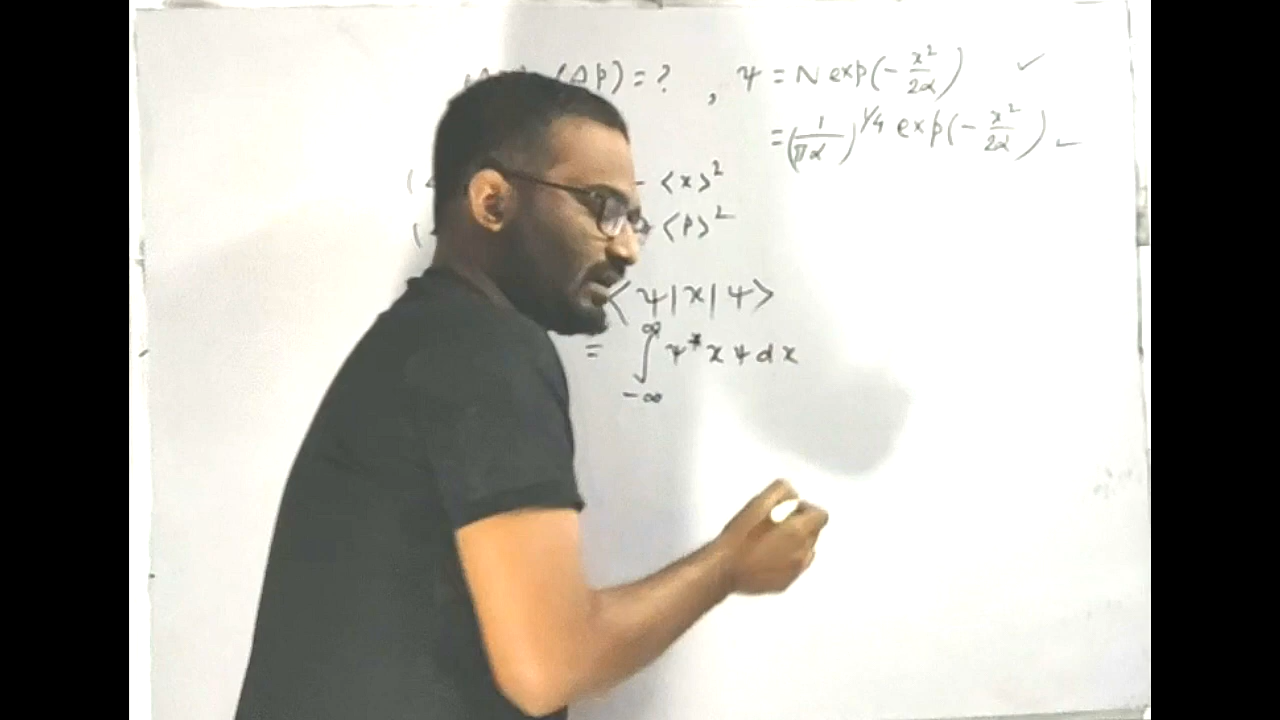 (Δp) = ? , ψ = N exp(-x²/2α) ✓
= (1/πα)^1/4 exp(-x²/2α) ✓
( - <x>²
( <p>²
<ψ|x|ψ>
= ∫_{-∞}^{∞} ψ* x ψ dx